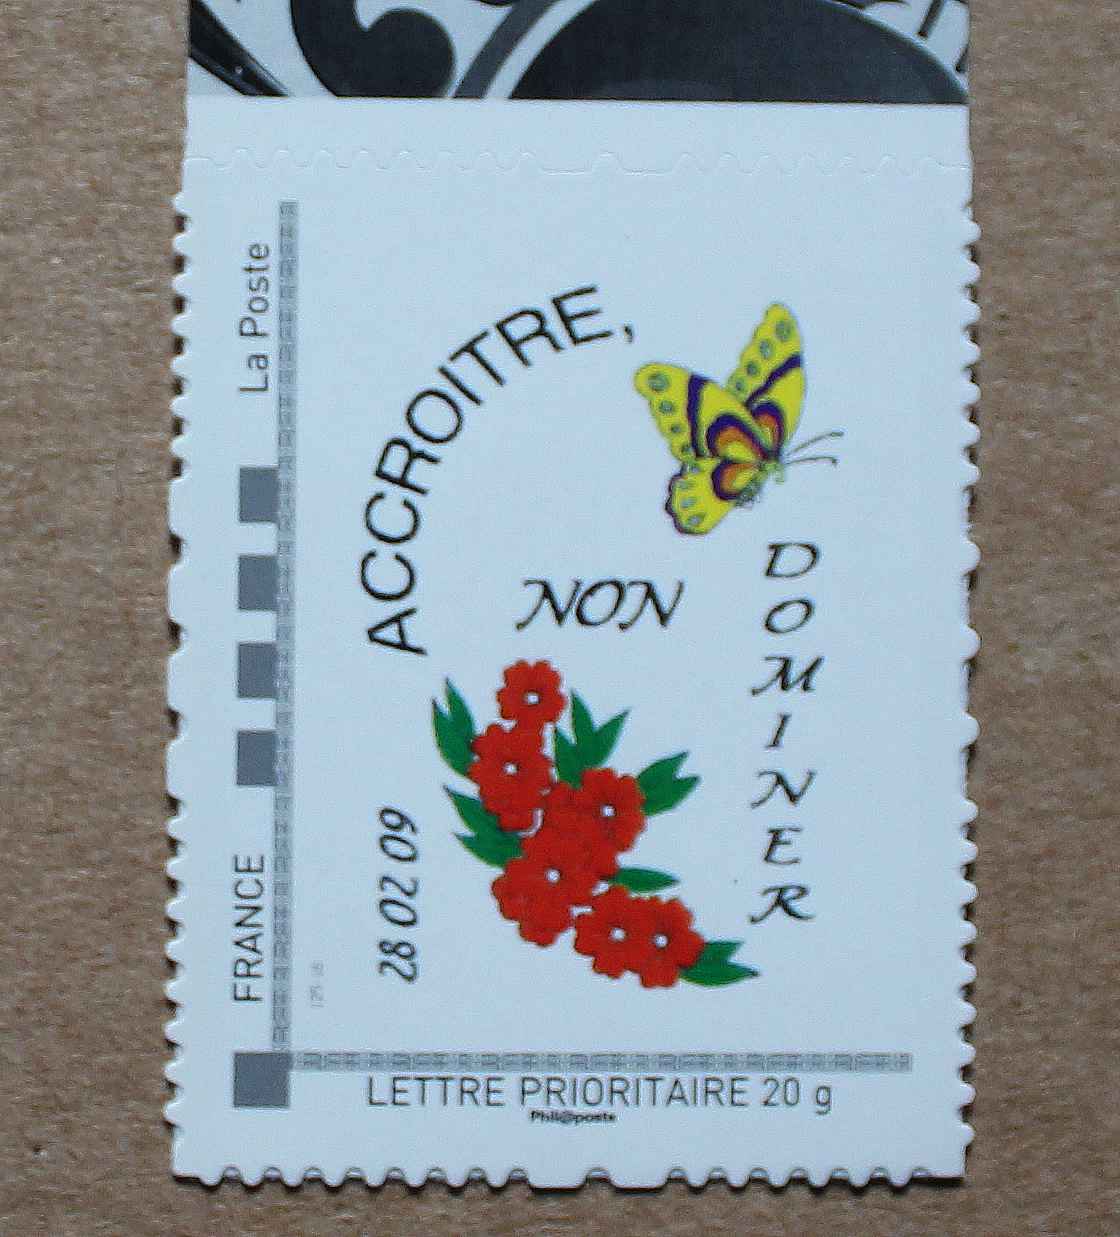 La Poste
FRANCE
ACCROITRE,
NON
DOMINER
28 02 09
LETTRE PRIORITAIRE 20 g
Phil@poste